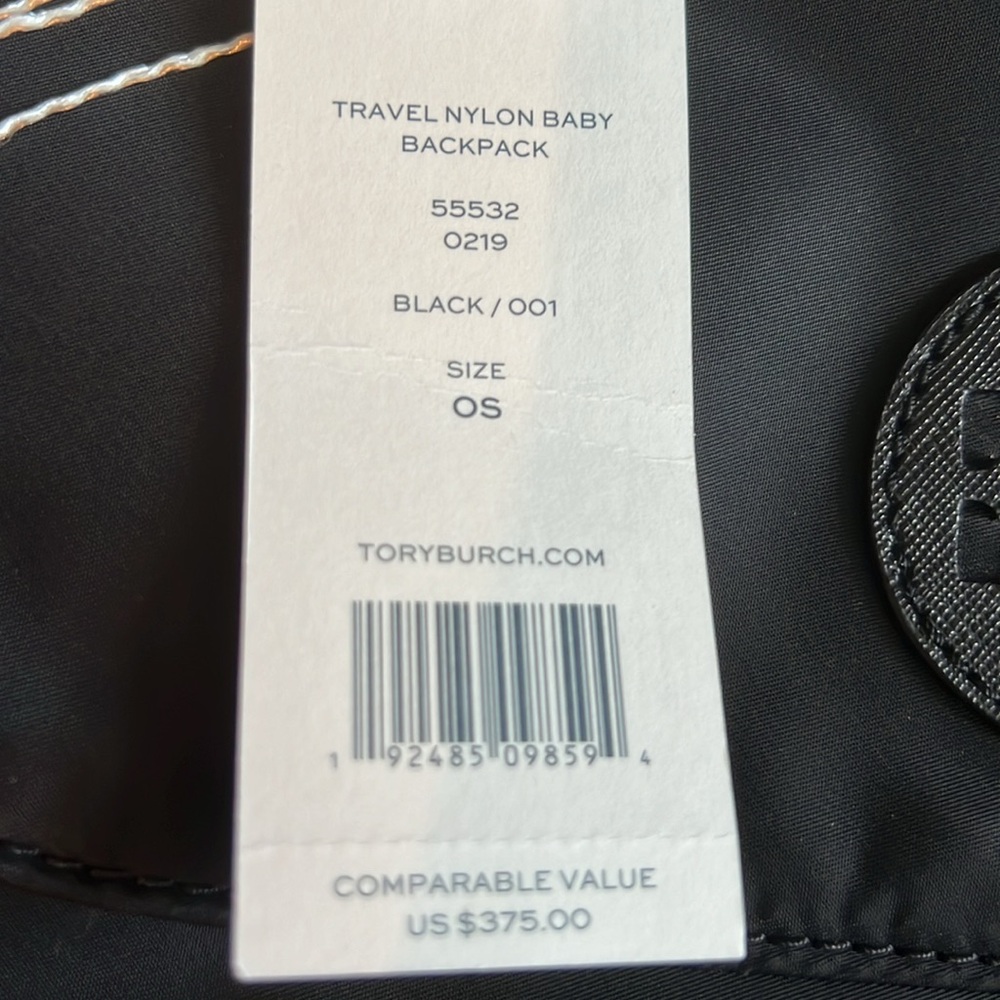 TRAVEL NYLON BABY
BACKPACK
55532
0219
BLACK / 001
SIZE
OS
TORYBURCH.COM
1 92485 09859 4
COMPARABLE VALUE
US $375.00